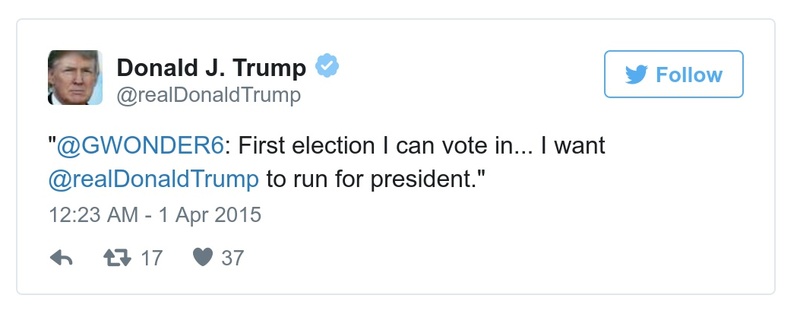 Donald J. Trump
@realDonaldTrump
Follow
"@GWONDER6: First election I can vote in... I want
@realDonaldTrump to run for president."
12:23 AM - 1 Apr 2015
17 37